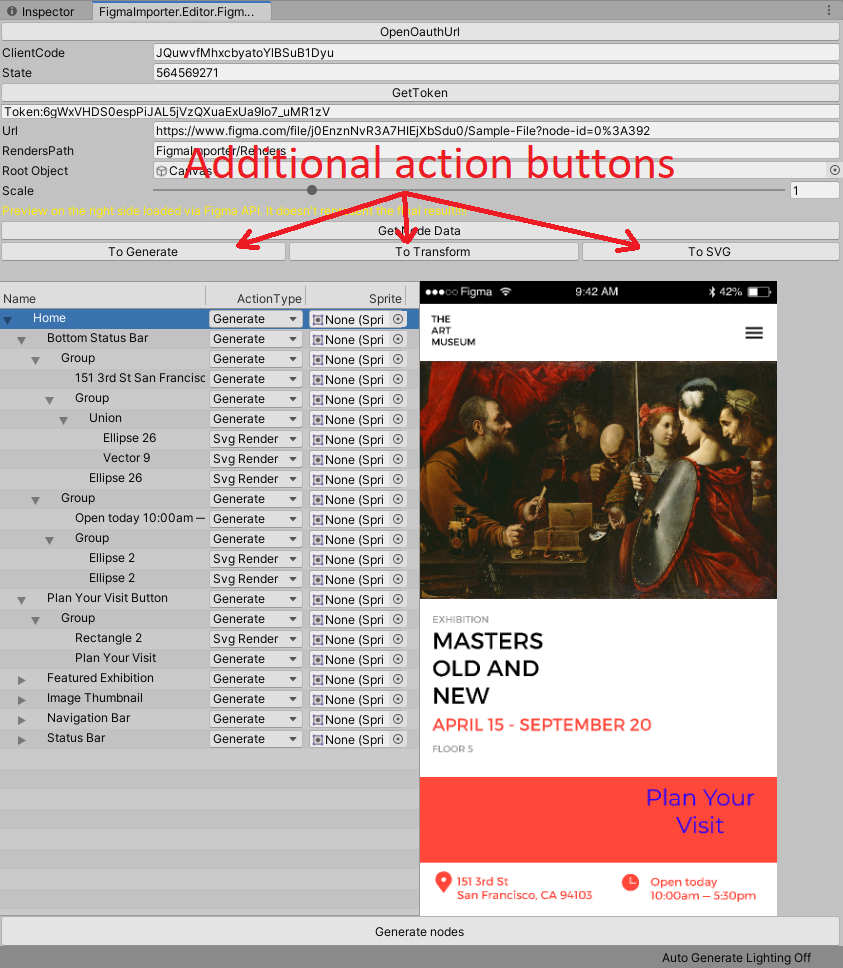 Inspector
FigmaImporter.Editor.Figm...
OpenOauthUrl
ClientCode JQuwvfMhxcbyatoYlBSuB1Dyu
State 564569271
GetToken
Token:6gWxVHDS0espPiJAL5jVzQXuaExUa9lo7_uMR1zV
Url https://www.figma.com/file/j0EnznNvR3A7HlEjXbSdu0/Sample-File?node-id=0%3A392
RendersPath FigmaImporter/Renders
Additional action buttons
Root Object Canvas
Scale 1
Preview on the right side loaded via Figma API. It doesn't represent the final result!
Get Node Data
To Generate To Transform To SVG
Name ActionType Sprite
Home Generate None (Spri
Bottom Status Bar Generate None (Spri
Group Generate None (Spri
151 3rd St San Francisc Generate None (Spri
Group Generate None (Spri
Union Generate None (Spri
Ellipse 26 Svg Render None (Spri
Vector 9 Svg Render None (Spri
Ellipse 26 Svg Render None (Spri
Group Generate None (Spri
Open today 10:00am — Generate None (Spri
Group Generate None (Spri
Ellipse 2 Svg Render None (Spri
Ellipse 2 Svg Render None (Spri
Plan Your Visit Button Generate None (Spri
Group Generate None (Spri
Rectangle 2 Svg Render None (Spri
Plan Your Visit Generate None (Spri
Featured Exhibition Generate None (Spri
Image Thumbnail Generate None (Spri
Navigation Bar Generate None (Spri
Status Bar Generate None (Spri
Figma 9:42 AM 42%
THE
ART
MUSEUM
EXHIBITION
MASTERS
OLD AND
NEW
APRIL 15 - SEPTEMBER 20
FLOOR 5
Plan Your
Visit
151 3rd St
San Francisco, CA 94103
Open today
10:00am — 5:30pm
Generate nodes
Auto Generate Lighting Off